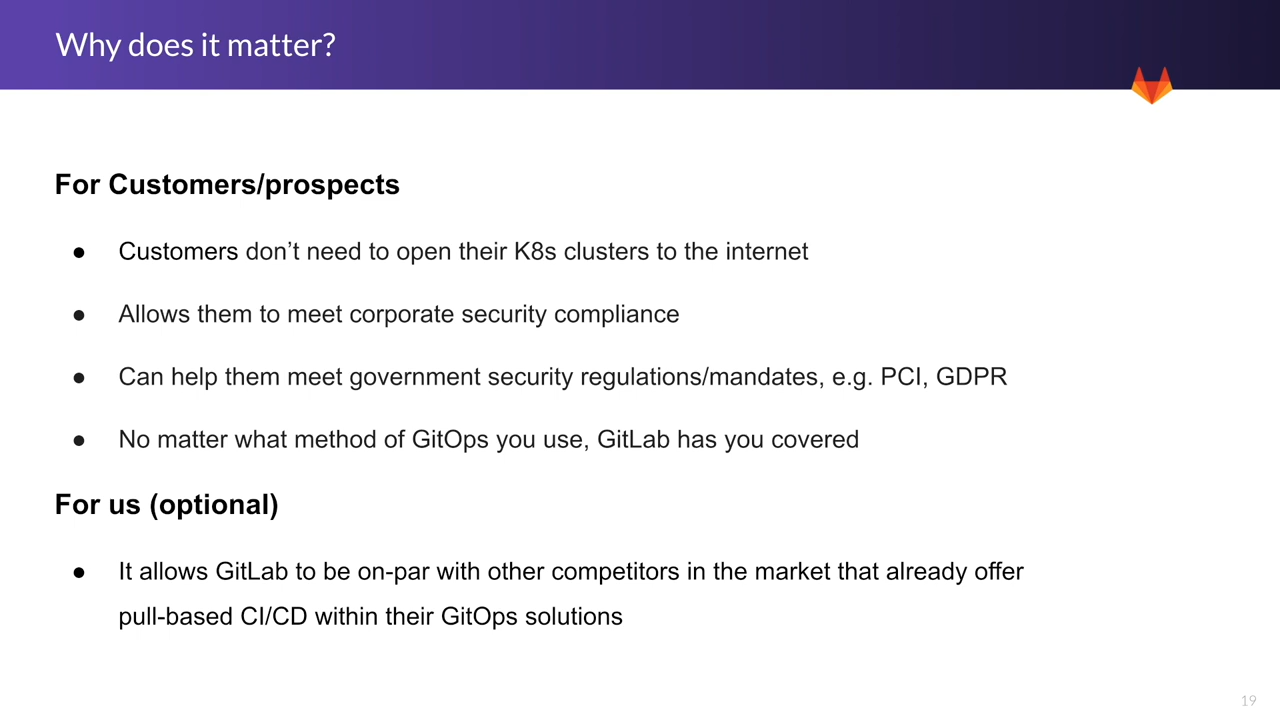 Why does it matter?
For Customers/prospects
● Customers don’t need to open their K8s clusters to the internet
● Allows them to meet corporate security compliance
● Can help them meet government security regulations/mandates, e.g. PCI, GDPR
● No matter what method of GitOps you use, GitLab has you covered
For us (optional)
● It allows GitLab to be on-par with other competitors in the market that already offer
pull-based CI/CD within their GitOps solutions
19